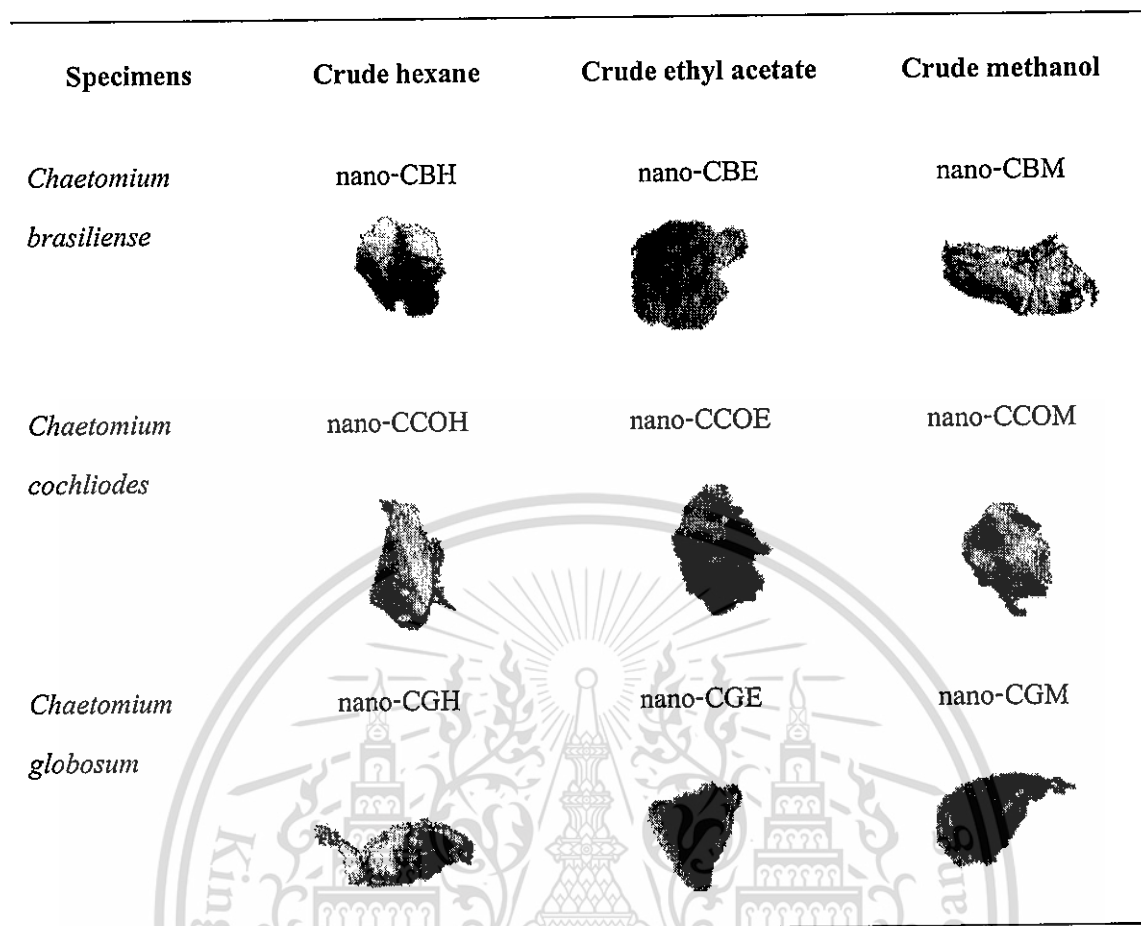 Specimens Crude hexane Crude ethyl acetate Crude methanol
Chaetomium nano-CBH nano-CBE nano-CBM
brasiliense
Chaetomium nano-CCOH nano-CCOE nano-CCOM
cochliodes
Chaetomium nano-CGH nano-CGE nano-CGM
globosum
King